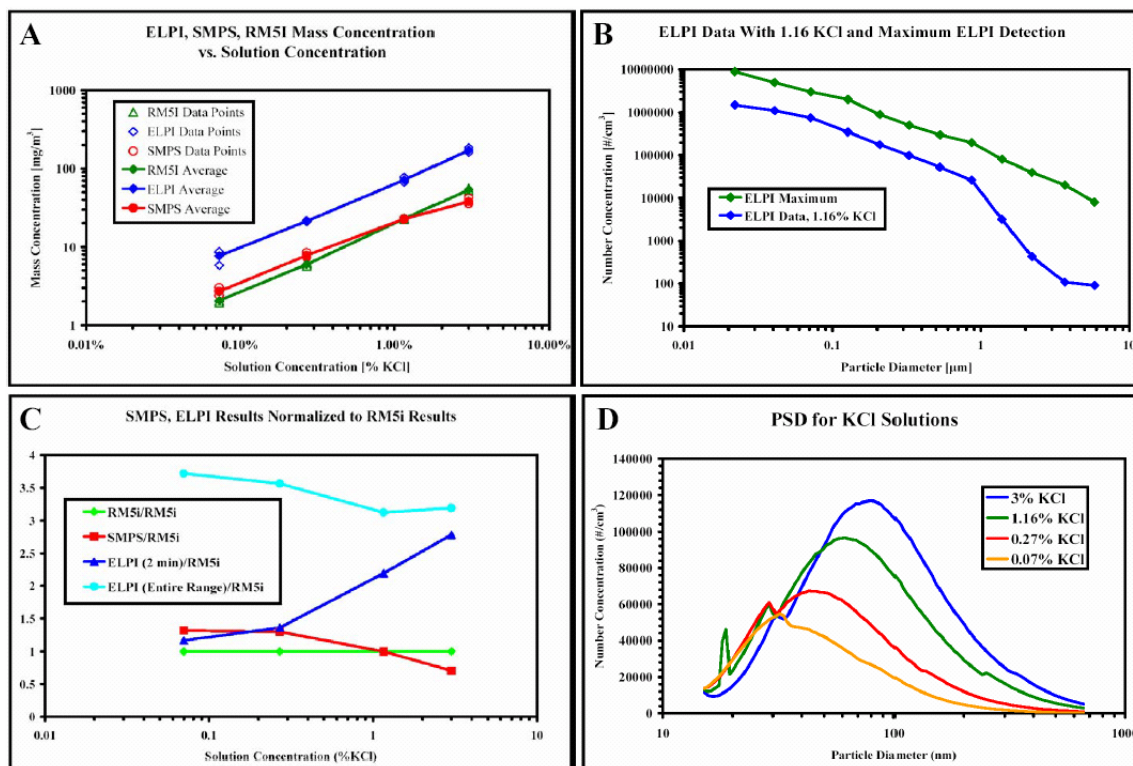 A
ELPI, SMPS, RM5I Mass Concentration
vs. Solution Concentration
Mass Concentration [mg/m³]
1000
100
10
1
RM5I Data Points
ELPI Data Points
SMPS Data Points
RM5I Average
ELPI Average
SMPS Average
0.01%
0.10%
1.00%
10.00%
Solution Concentration [% KCl]
B
ELPI Data With 1.16 KCl and Maximum ELPI Detection
Number Concentration [#/cm³]
10000000
1000000
100000
10000
1000
100
10
ELPI Maximum
ELPI Data, 1.16% KCl
0.01
0.1
1
10
Particle Diameter [µm]
C
SMPS, ELPI Results Normalized to RM5i Results
4
3.5
3
2.5
2
1.5
1
0.5
0
RM5i/RM5i
SMPS/RM5i
ELPI (2 min)/RM5i
ELPI (Entire Range)/RM5i
0.01
0.1
1
10
Solution Concentration (%KCl)
D
PSD for KCl Solutions
Number Concentration (#/cm³)
140000
120000
100000
80000
60000
40000
20000
0
3% KCl
1.16% KCl
0.27% KCl
0.07% KCl
10
100
1000
Particle Diameter (nm)